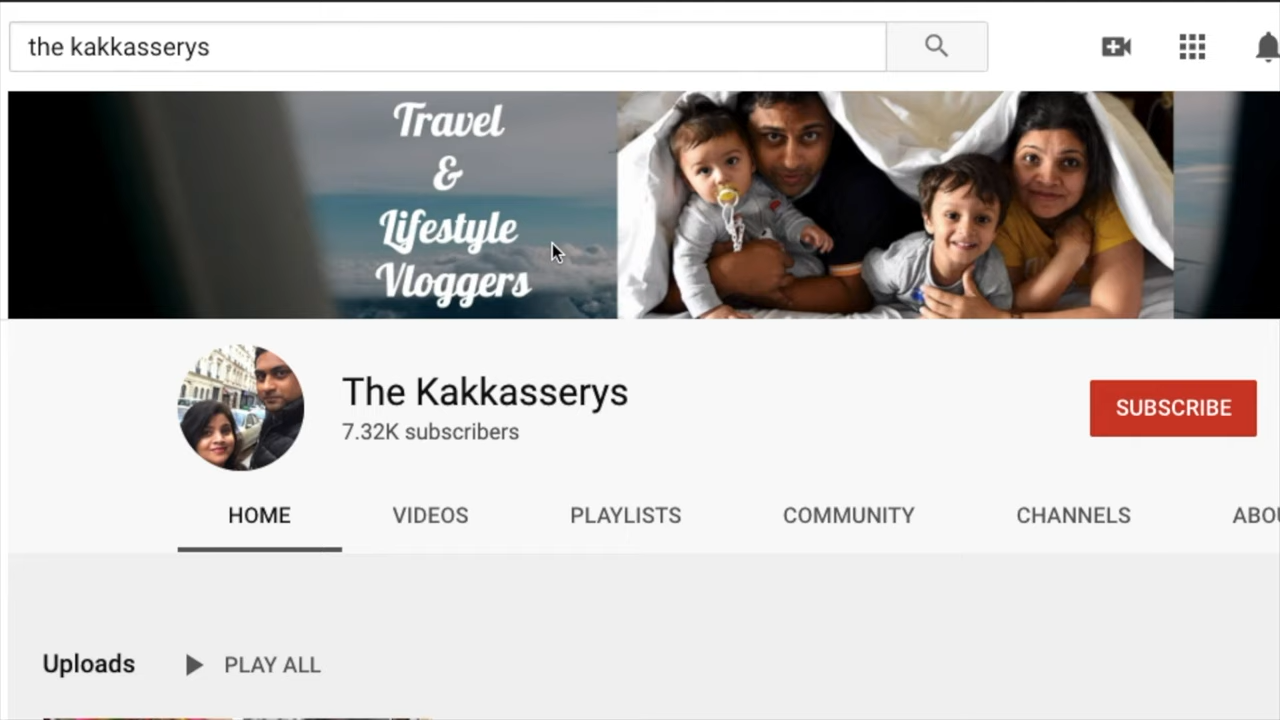 the kakkasserys
Travel
&
Lifestyle
Vloggers
The Kakkasserys
7.32K subscribers
SUBSCRIBE
HOME VIDEOS PLAYLISTS COMMUNITY CHANNELS ABOU
Uploads PLAY ALL